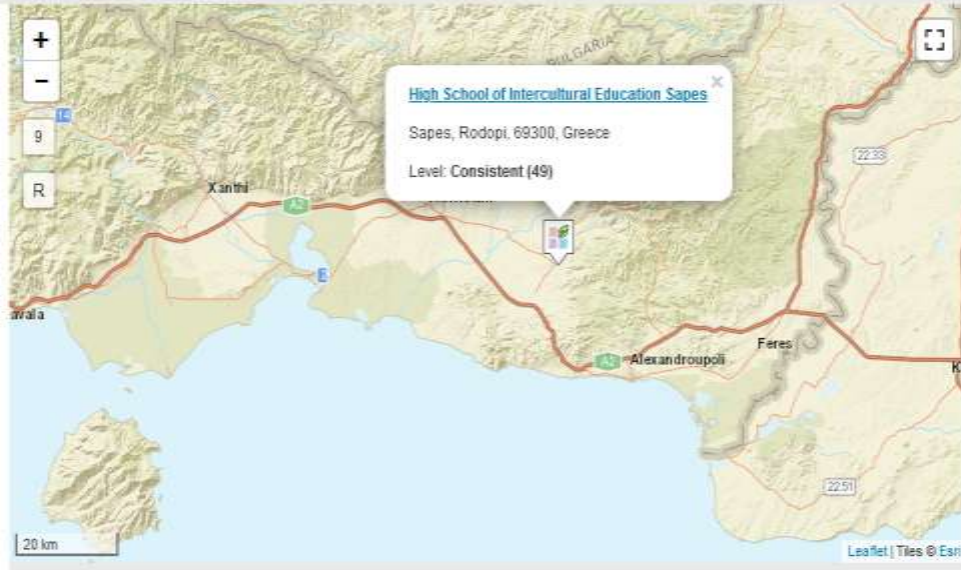 +
−
9
R
14
BULGARIA
High School of Intercultural Education Sapes
×
Sapes, Rodopi, 69300, Greece
Level: Consistent (49)
22.33
Xanthi
A2
E
avala
A2
Alexandroupoli
Feres
K
22.51
20 km
Leaflet | Tiles © Esri